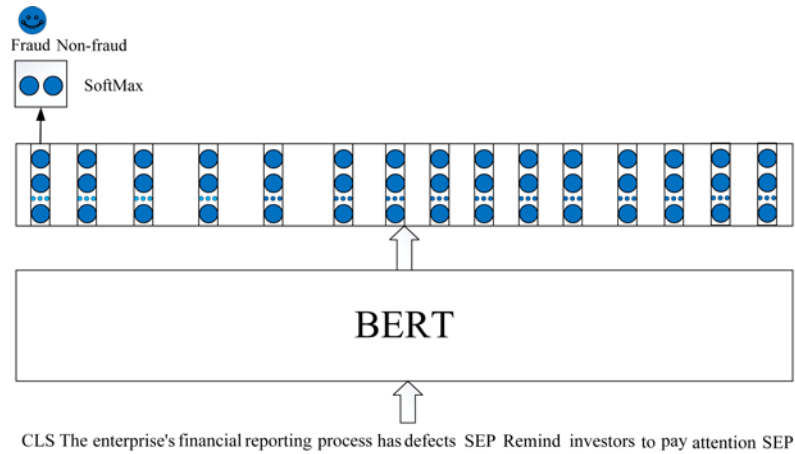 Fraud Non-fraud
SoftMax
BERT
CLS The enterprise's financial reporting process has defects SEP Remind investors to pay attention SEP